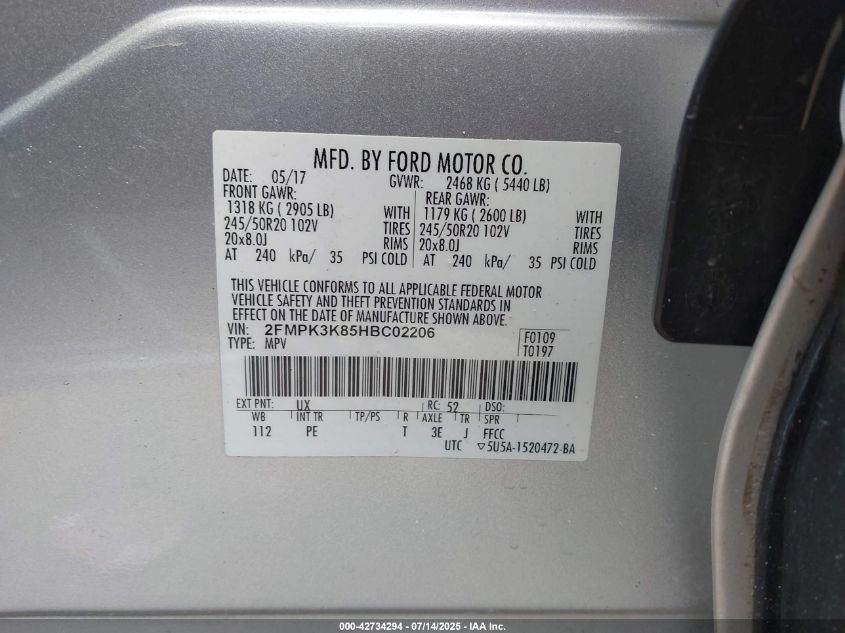 MFD. BY FORD MOTOR CO.
DATE: 05/17 GVWR: 2468 KG ( 5440 LB)
FRONT GAWR: REAR GAWR:
1318 KG ( 2905 LB) WITH 1179 KG ( 2600 LB) WITH
245/50R20 102V TIRES 245/50R20 102V TIRES
20x8.0J RIMS 20x8.0J RIMS
AT 240 kPa/ 35 PSI COLD AT 240 kPa/ 35 PSI COLD
THIS VEHICLE CONFORMS TO ALL APPLICABLE FEDERAL MOTOR
VEHICLE SAFETY AND THEFT PREVENTION STANDARDS IN
EFFECT ON THE DATE OF MANUFACTURE SHOWN ABOVE.
VIN: 2FMPK3K85HBC02206 F0109
TYPE: MPV T0197
EXT PNT: UX RC: 52 DSO:
WB INT TR TP/PS R AXLE TR SPR
112 PE T 3E J FFCC
UTC ▽5U5A-1520472-BA
000-42734294 - 07/14/2025 - IAA Inc.